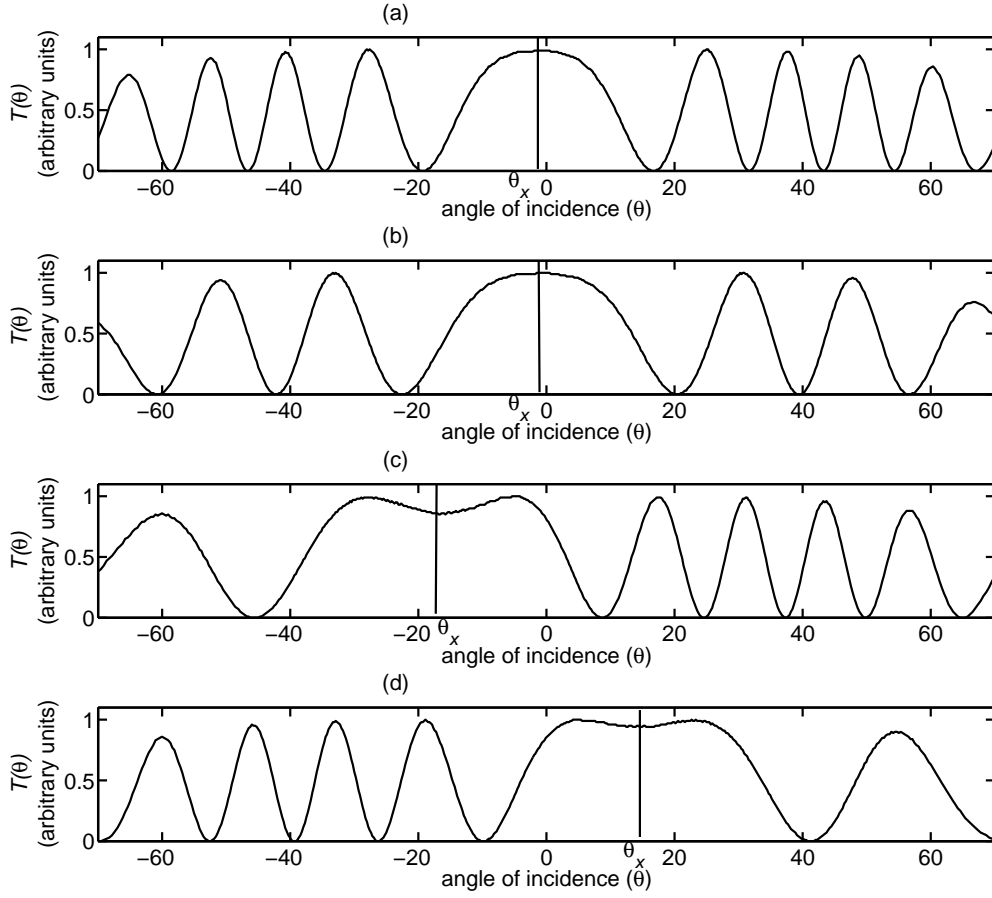 (a)
T(θ)
(arbitrary units)
1
0.5
0
−60 −40 −20 θx 0 20 40 60
angle of incidence (θ)
(b)
T(θ)
(arbitrary units)
1
0.5
0
−60 −40 −20 θx 0 20 40 60
angle of incidence (θ)
(c)
T(θ)
(arbitrary units)
1
0.5
0
−60 −40 −20 θx 0 20 40 60
angle of incidence (θ)
(d)
T(θ)
(arbitrary units)
1
0.5
0
−60 −40 −20 0 θx 20 40 60
angle of incidence (θ)